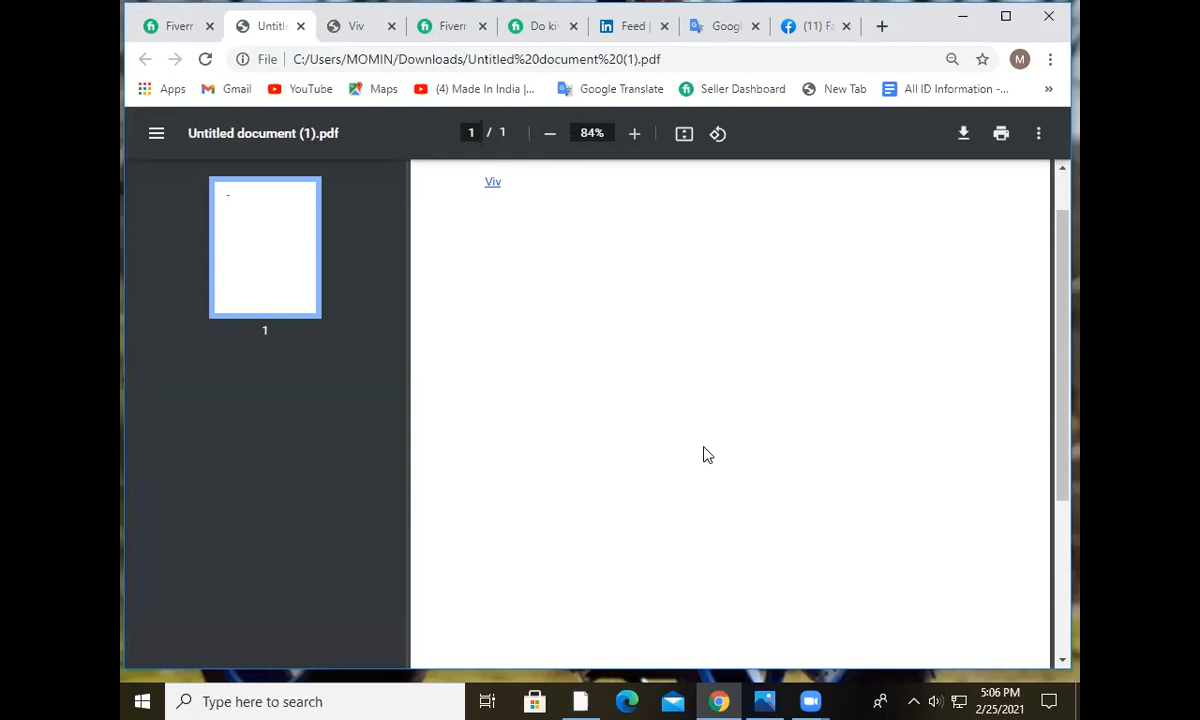 Fiverr Untitl Viv Fiverr Do ki Feed | Googl (11) Fa
File C:/Users/MOMIN/Downloads/Untitled%20document%20(1).pdf M
Apps Gmail YouTube Maps (4) Made In India |... Google Translate Seller Dashboard New Tab All ID Information -... »
Untitled document (1).pdf 1 / 1 84%
Viv
1
Type here to search
5:06 PM
2/25/2021